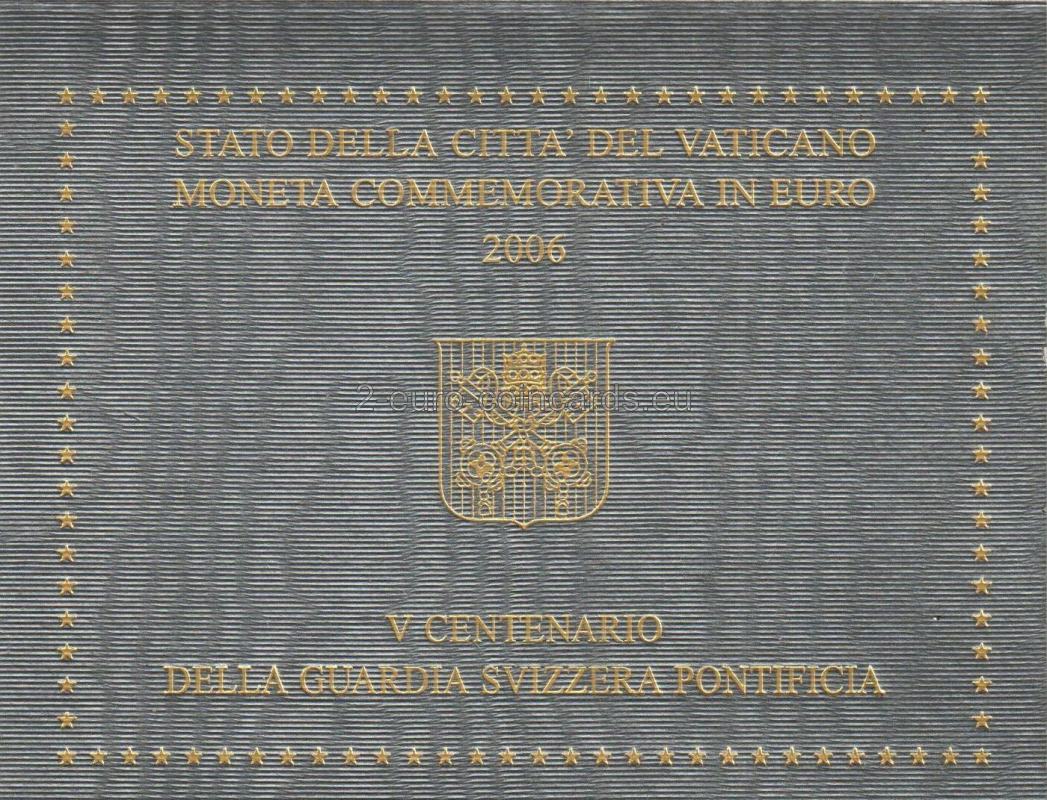 STATO DELLA CITTA' DEL VATICANO
MONETA COMMEMORATIVA IN EURO
2006
2-euro-coincards.eu
V CENTENARIO
DELLA GUARDIA SVIZZERA PONTIFICIA